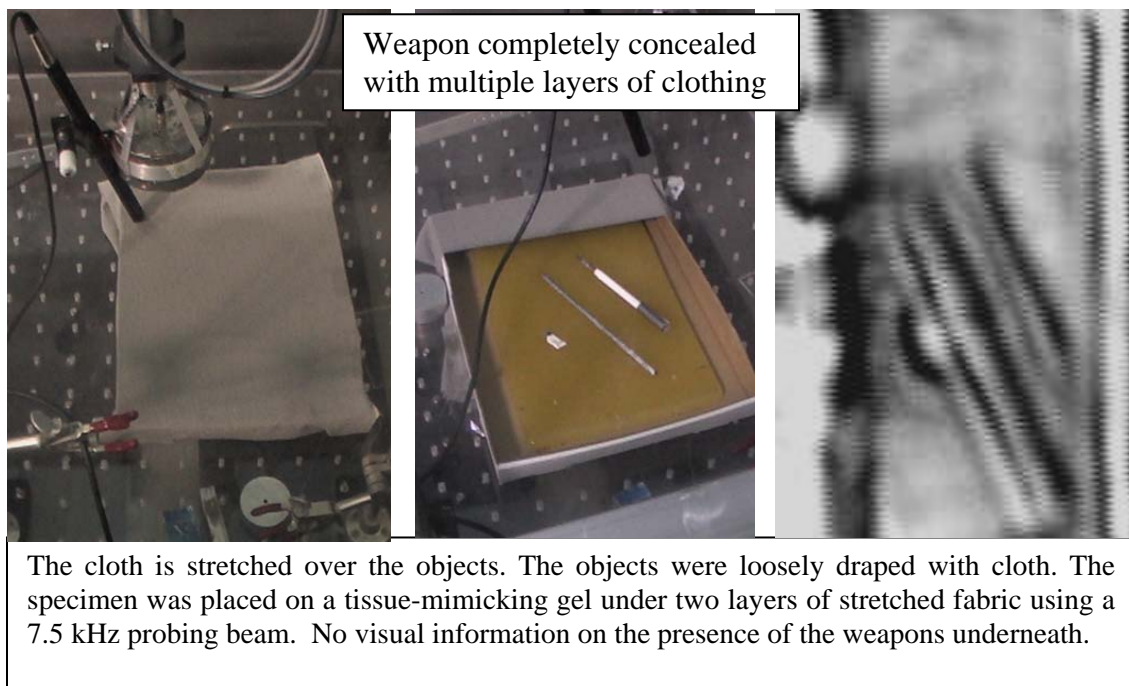 Weapon completely concealed
with multiple layers of clothing
The cloth is stretched over the objects. The objects were loosely draped with cloth. The
specimen was placed on a tissue-mimicking gel under two layers of stretched fabric using a
7.5 kHz probing beam.  No visual information on the presence of the weapons underneath.